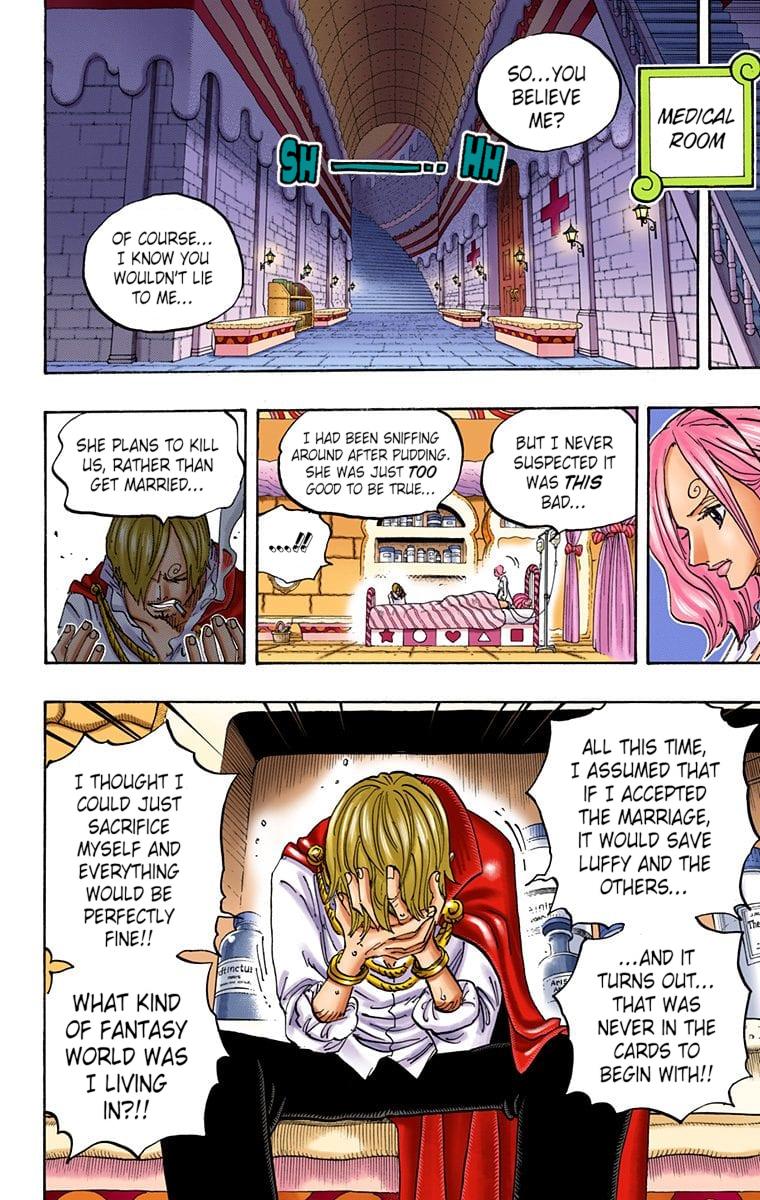 MEDICAL
ROOM
SO...YOU
BELIEVE
ME?
SH
HH
OF COURSE...
I KNOW YOU
WOULDN'T LIE
TO ME...
BUT I NEVER
SUSPECTED IT
WAS THIS
BAD...
I HAD BEEN SNIFFING
AROUND AFTER PUDDING.
SHE WAS JUST TOO
GOOD TO BE TRUE...
....!!
SHE PLANS TO KILL
US, RATHER THAN
GET MARRIED...
ALL THIS TIME,
I ASSUMED THAT
IF I ACCEPTED
THE MARRIAGE,
IT WOULD SAVE
LUFFY AND THE
OTHERS...
...AND IT
TURNS OUT...
THAT WAS
NEVER IN THE
CARDS TO
BEGIN WITH!!
I THOUGHT I
COULD JUST
SACRIFICE
MYSELF AND
EVERYTHING
WOULD BE
PERFECTLY
FINE!!
WHAT KIND
OF FANTASY
WORLD WAS
I LIVING
IN?!!